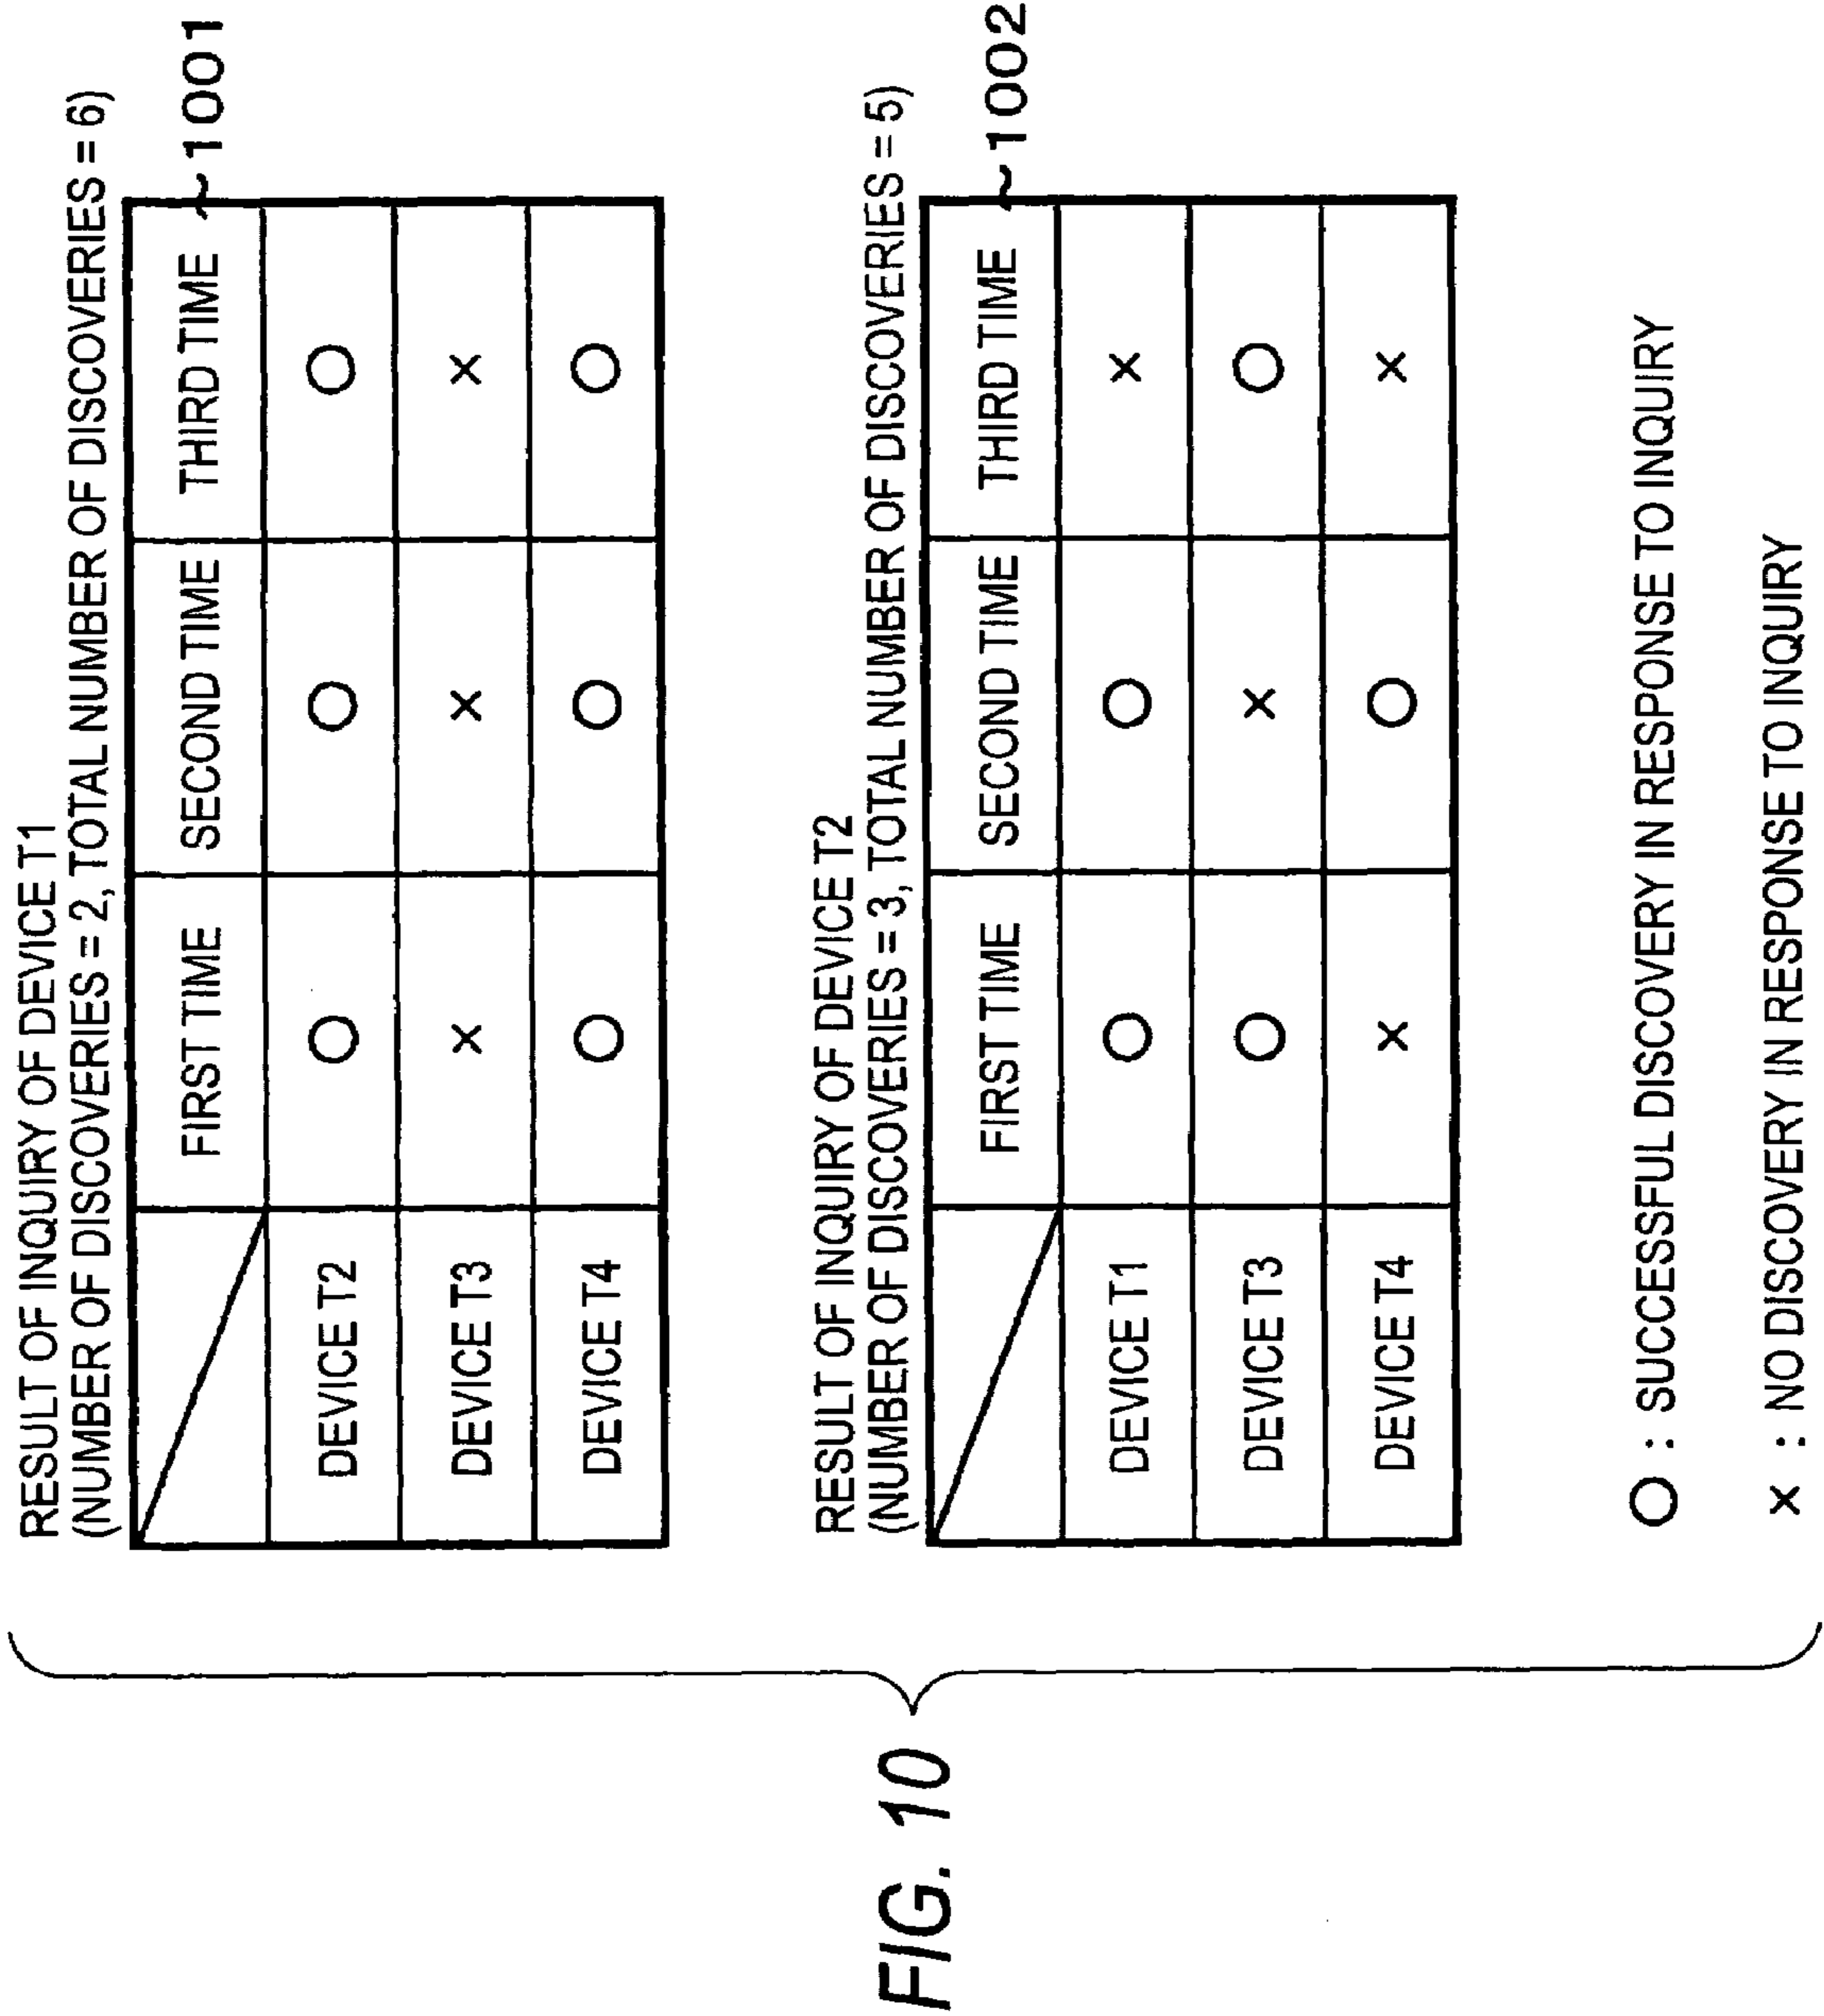 FIG. 10
RESULT OF INQUIRY OF DEVICE T1
(NUMBER OF DISCOVERIES = 2, TOTAL NUMBER OF DISCOVERIES = 6)
FIRST TIME SECOND TIME THIRD TIME ~1001
DEVICE T2 ○ ○ ○
DEVICE T3 × × ×
DEVICE T4 ○ ○ ○
RESULT OF INQUIRY OF DEVICE T2
(NUMBER OF DISCOVERIES = 3, TOTAL NUMBER OF DISCOVERIES = 5)
FIRST TIME SECOND TIME THIRD TIME ~1002
DEVICE T1 ○ ○ ×
DEVICE T3 ○ × ○
DEVICE T4 × ○ ×
○ : SUCCESSFUL DISCOVERY IN RESPONSE TO INQUIRY
× : NO DISCOVERY IN RESPONSE TO INQUIRY